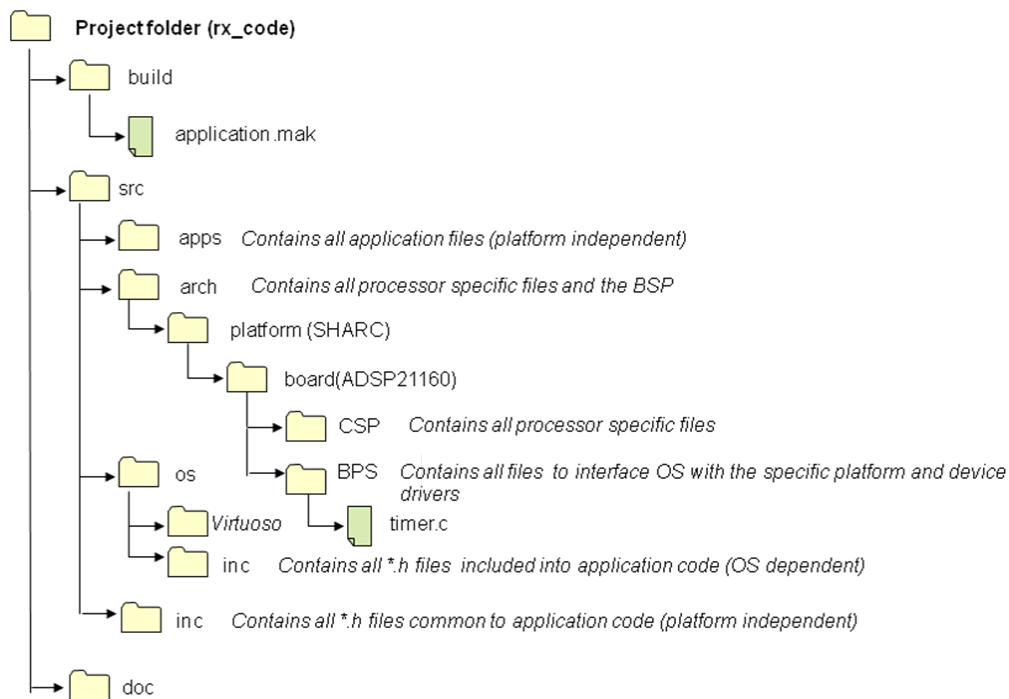 Project folder (rx_code)
build
application.mak
src
apps Contains all application files (platform independent)
arch Contains all processor specific files and the BSP
platform (SHARC)
board(ADSP21160)
CSP Contains all processor specific files
os
BPS Contains all files to interface OS with the specific platform and device
drivers
Virtuoso
timer.c
inc Contains all *.h files included into application code (OS dependent)
inc Contains all *.h files common to application code (platform independent)
doc